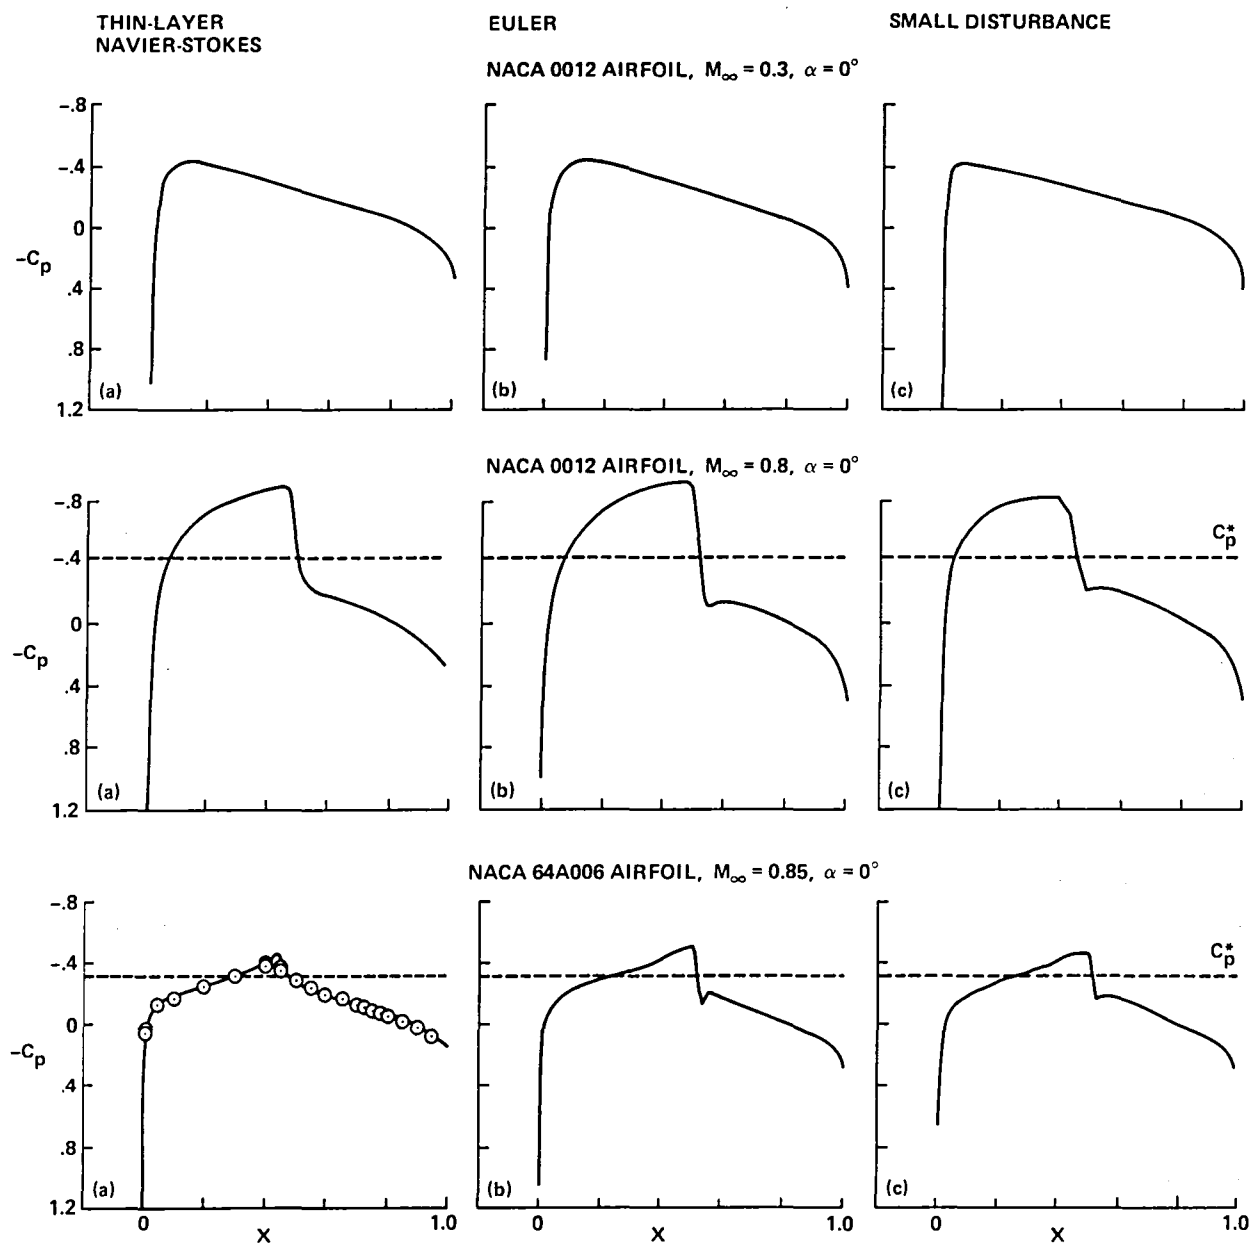 THIN-LAYER
NAVIER-STOKES
EULER
SMALL DISTURBANCE
NACA 0012 AIRFOIL, M∞ = 0.3, α = 0°
-.8
-.4
0
-Cp
.4
.8
1.2
(a)
(b)
(c)
NACA 0012 AIRFOIL, M∞ = 0.8, α = 0°
-.8
-.4
0
-Cp
.4
.8
1.2
(a)
(b)
(c)
C*p
NACA 64A006 AIRFOIL, M∞ = 0.85, α = 0°
-.8
-.4
0
-Cp
.4
.8
1.2
(a)
(b)
(c)
C*p
0 X 1.0
0 X 1.0
0 X 1.0